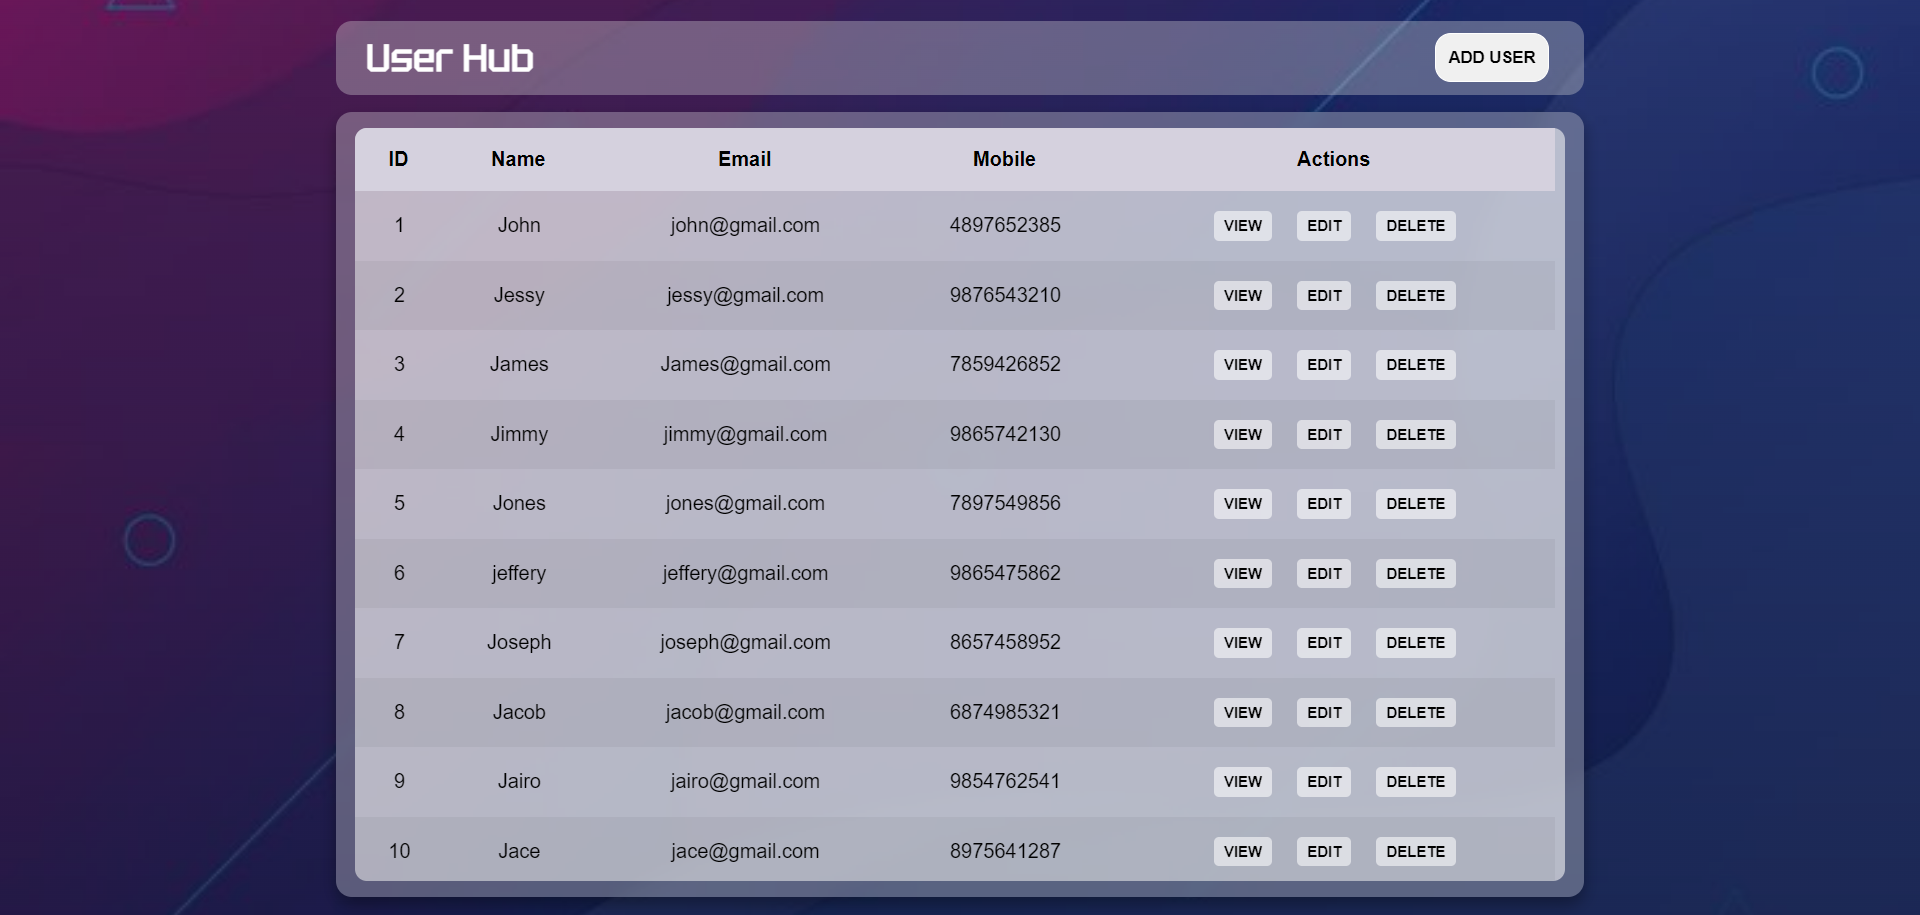 User Hub ADD USER
ID Name Email Mobile Actions
1 John john@gmail.com 4897652385 VIEW EDIT DELETE
2 Jessy jessy@gmail.com 9876543210 VIEW EDIT DELETE
3 James James@gmail.com 7859426852 VIEW EDIT DELETE
4 Jimmy jimmy@gmail.com 9865742130 VIEW EDIT DELETE
5 Jones jones@gmail.com 7897549856 VIEW EDIT DELETE
6 jeffery jeffery@gmail.com 9865475862 VIEW EDIT DELETE
7 Joseph joseph@gmail.com 8657458952 VIEW EDIT DELETE
8 Jacob jacob@gmail.com 6874985321 VIEW EDIT DELETE
9 Jairo jairo@gmail.com 9854762541 VIEW EDIT DELETE
10 Jace jace@gmail.com 8975641287 VIEW EDIT DELETE